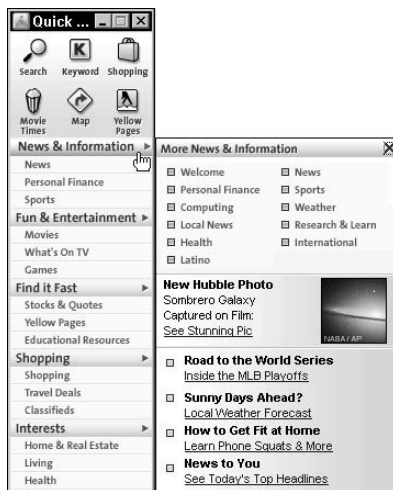 Quick ...
Search Keyword Shopping
Movie Times Map Yellow Pages
News & Information
News
Personal Finance
Sports
Fun & Entertainment
Movies
What's On TV
Games
Find it Fast
Stocks & Quotes
Yellow Pages
Educational Resources
Shopping
Shopping
Travel Deals
Classifieds
Interests
Home & Real Estate
Living
Health
More News & Information
Welcome News
Personal Finance Sports
Computing Weather
Local News Research & Learn
Health International
Latino
New Hubble Photo
Sombrero Galaxy
Captured on Film:
See Stunning Pic
NASA / AP
Road to the World Series
Inside the MLB Playoffs
Sunny Days Ahead?
Local Weather Forecast
How to Get Fit at Home
Learn Phone Squats & More
News to You
See Today's Top Headlines